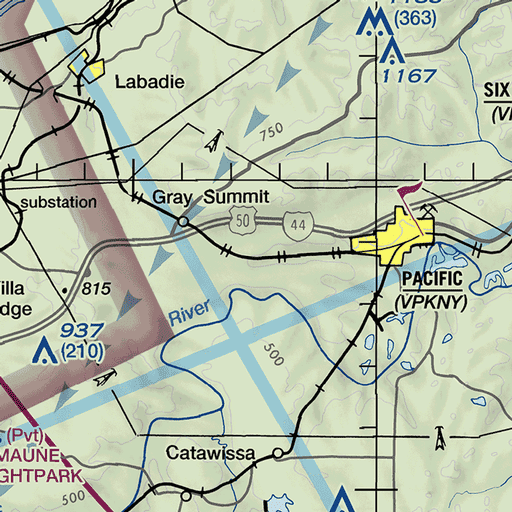 (363)
1167
SIX
Labadie
750
Gray Summit
substation
50
44
815
PACIFIC
(VPKNY)
River
937
(210)
500
(Pvt)
Catawissa
500